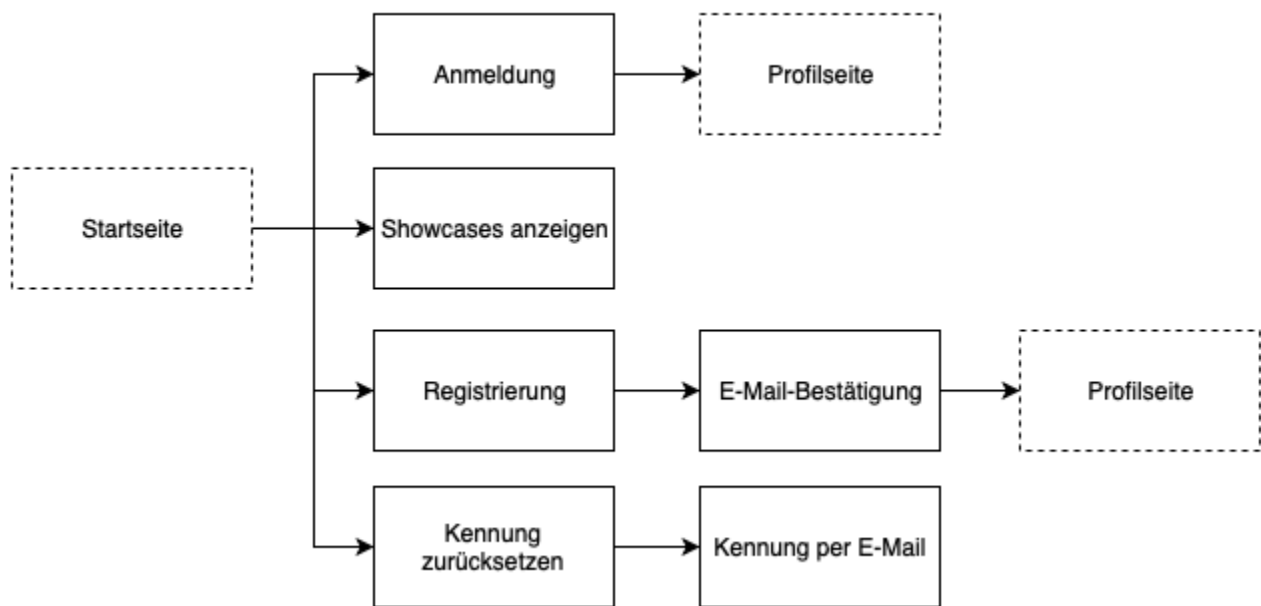 Anmeldung
Profilseite
Startseite
Showcases anzeigen
Registrierung
E-Mail-Bestätigung
Profilseite
Kennung
zurücksetzen
Kennung per E-Mail